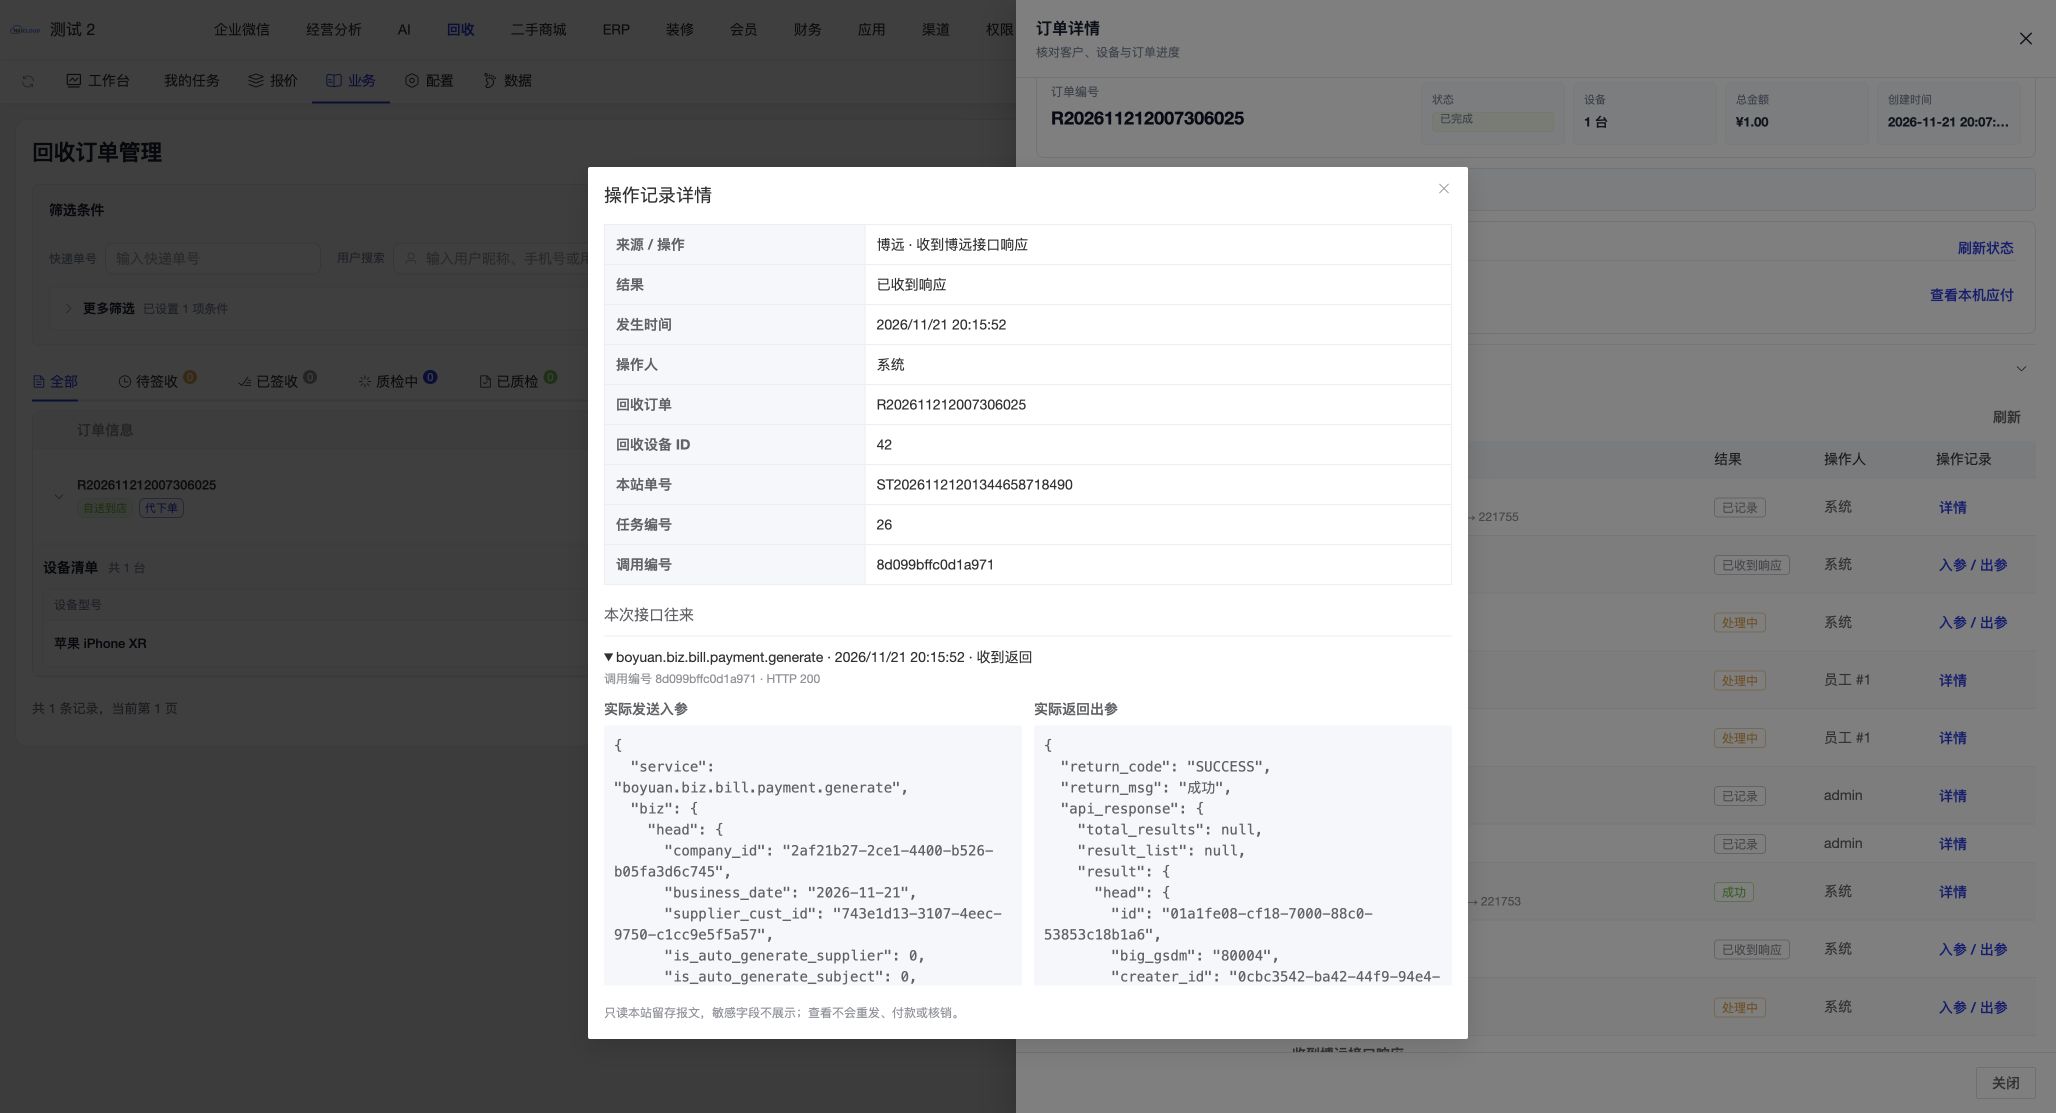 测试 2
企业微信 经营分析 AI 回收 二手商城 ERP 装修 会员 财务 应用 渠道 权限
工作台 我的任务 报价 业务 配置 数据
回收订单管理
筛选条件
快递单号 输入快递单号 用户搜索 输入用户昵称、手机号或用
更多筛选 已设置 1 项条件
全部 待签收 0 已签收 0 质检中 0 已质检 0
订单信息
R202611212007306025
自送到店 代下单
设备清单 共 1 台
设备型号
苹果 iPhone XR
共 1 条记录，当前第 1 页
订单详情
核对客户、设备与订单进度
订单编号
R202611212007306025
状态
已完成
设备
1 台
总金额
¥1.00
创建时间
2026-11-21 20:07:...
刷新状态
查看本机应付
刷新
结果 操作人 操作记录
→ 221755 已记录 系统 详情
已收到响应 系统 入参 / 出参
处理中 系统 入参 / 出参
处理中 员工 #1 详情
处理中 员工 #1 详情
已记录 admin 详情
已记录 admin 详情
→ 221753 成功 系统 详情
已收到响应 系统 入参 / 出参
处理中 系统 入参 / 出参
收到博远接口响应
关闭
操作记录详情
来源 / 操作 博远 · 收到博远接口响应
结果 已收到响应
发生时间 2026/11/21 20:15:52
操作人 系统
回收订单 R202611212007306025
回收设备 ID 42
本站单号 ST20261121201344658718490
任务编号 26
调用编号 8d099bffc0d1a971
本次接口往来
▼boyuan.biz.bill.payment.generate · 2026/11/21 20:15:52 · 收到返回
调用编号 8d099bffc0d1a971 · HTTP 200
实际发送入参
{
"service":
"boyuan.biz.bill.payment.generate",
"biz": {
"head": {
"company_id": "2af21b27-2ce1-4400-b526-
b05fa3d6c745",
"business_date": "2026-11-21",
"supplier_cust_id": "743e1d13-3107-4eec-
9750-c1cc9e5f5a57",
"is_auto_generate_supplier": 0,
"is_auto_generate_subject": 0,
实际返回出参
{
"return_code": "SUCCESS",
"return_msg": "成功",
"api_response": {
"total_results": null,
"result_list": null,
"result": {
"head": {
"id": "01a1fe08-cf18-7000-88c0-
53853c18b1a6",
"big_gsdm": "80004",
"creater_id": "0cbc3542-ba42-44f9-94e4-
只读本站留存报文，敏感字段不展示；查看不会重发、付款或核销。